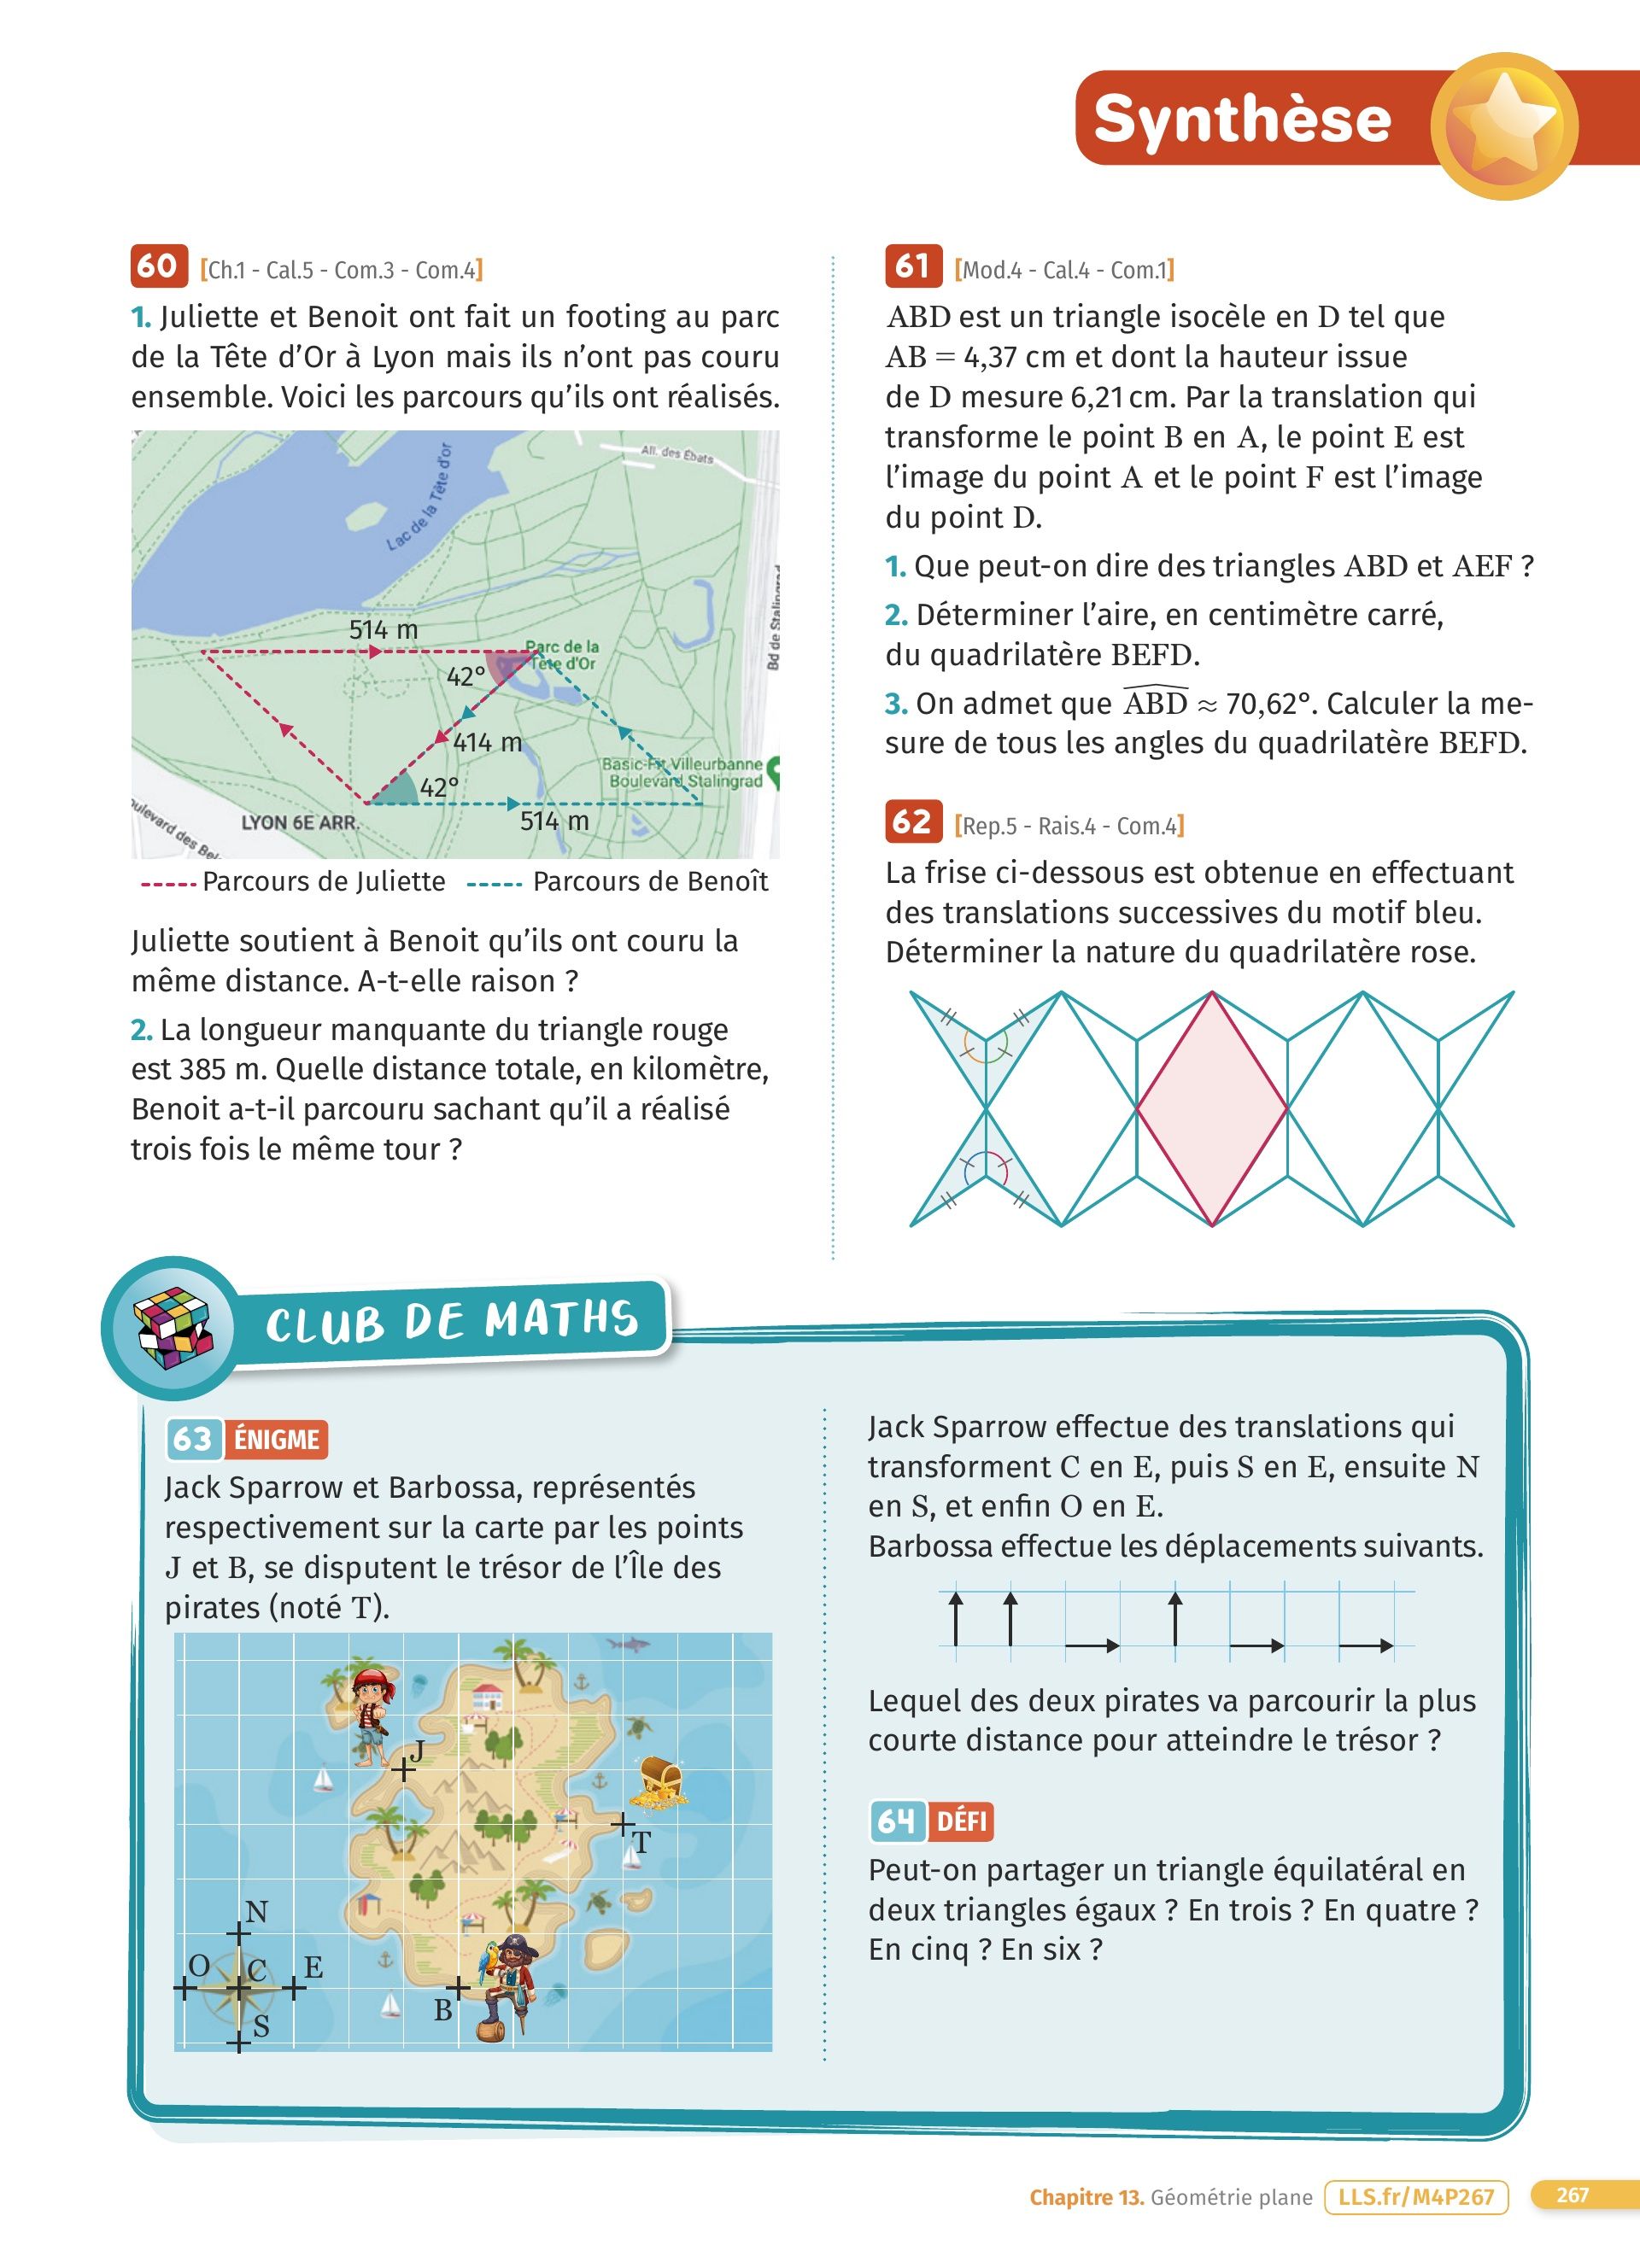 Synthèse
60 [Ch.1 - Cal.5 - Com.3 - Com.4]
1. Juliette et Benoit ont fait un footing au parc
de la Tête d'Or à Lyon mais ils n'ont pas couru
ensemble. Voici les parcours qu'ils ont réalisés.
All. des Ébats
Lac de la Tête d'or
Bd de Stalingrad
514 m
Parc de la
Tête d'Or
42°
414 m
Basic-Fit Villeurbanne
Boulevard Stalingrad
42°
LYON 6E ARR.
514 m
Parcours de Juliette Parcours de Benoît
Juliette soutient à Benoit qu'ils ont couru la
même distance. A-t-elle raison ?
2. La longueur manquante du triangle rouge
est 385 m. Quelle distance totale, en kilomètre,
Benoit a-t-il parcouru sachant qu'il a réalisé
trois fois le même tour ?
61 [Mod.4 - Cal.4 - Com.1]
ABD est un triangle isocèle en D tel que
AB = 4,37 cm et dont la hauteur issue
de D mesure 6,21 cm. Par la translation qui
transforme le point B en A, le point E est
l'image du point A et le point F est l'image
du point D.
1. Que peut-on dire des triangles ABD et AEF ?
2. Déterminer l'aire, en centimètre carré,
du quadrilatère BEFD.
3. On admet que ABD ≈ 70,62°. Calculer la me-
sure de tous les angles du quadrilatère BEFD.
62 [Rep.5 - Rais.4 - Com.4]
La frise ci-dessous est obtenue en effectuant
des translations successives du motif bleu.
Déterminer la nature du quadrilatère rose.
CLUB DE MATHS
63 ÉNIGME
Jack Sparrow et Barbossa, représentés
respectivement sur la carte par les points
J et B, se disputent le trésor de l'Île des
pirates (noté T).
J
T
N
O C E
B
S
Jack Sparrow effectue des translations qui
transforment C en E, puis S en E, ensuite N
en S, et enfin O en E.
Barbossa effectue les déplacements suivants.
Lequel des deux pirates va parcourir la plus
courte distance pour atteindre le trésor ?
64 DÉFI
Peut-on partager un triangle équilatéral en
deux triangles égaux ? En trois ? En quatre ?
En cinq ? En six ?
Chapitre 13. Géométrie plane LLS.fr/M4P267 267